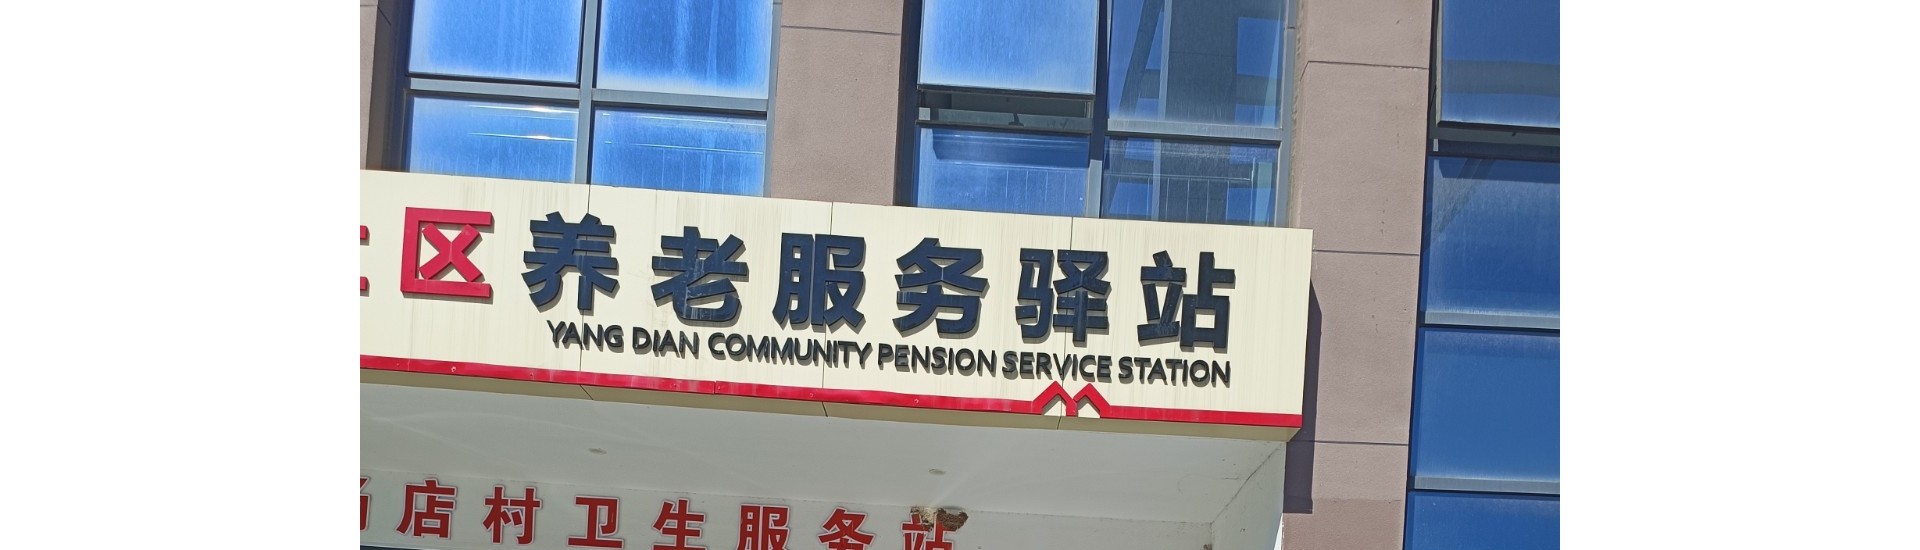 区养老服务驿站
YANG DIAN COMMUNITY PENSION SERVICE STATION
店村卫生服务站